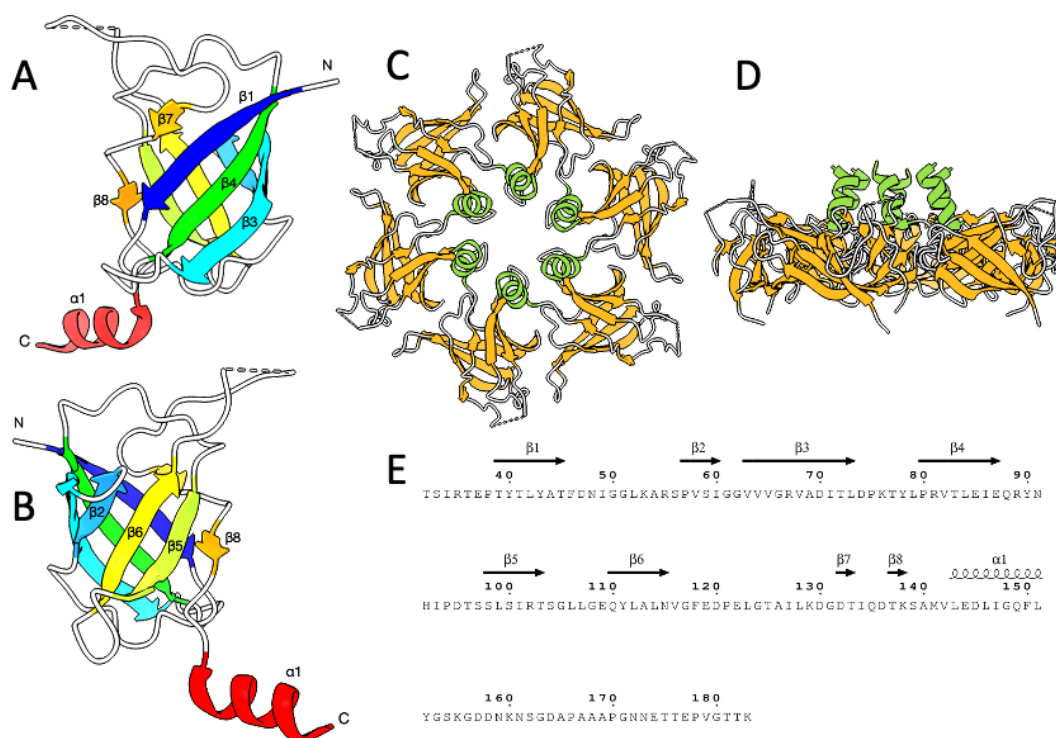 A
N
β1
β7
β4
β8
β3
α1
C
C
D
N
B
β2
β6
β5
β8
α1
C
E
β1 β2 β3 β4
40 50 60 70 80 90
TSIRTEPTYTLYATFDNIGGLKARSPVSIGGVVVGRVADITLDPKTYLPRVTLEIEQRYN
β5 β6 β7 β8 α1
100 110 120 130 140 150
HIPDTSSLSIRTSGLLGEQYLALNVGFEDPELGTAILKDGDTIQDTKSAMVLEDLIGQFL
160 170 180
YGSKGDDNKNSGDAPAAAPGNNETTEPVGTTK